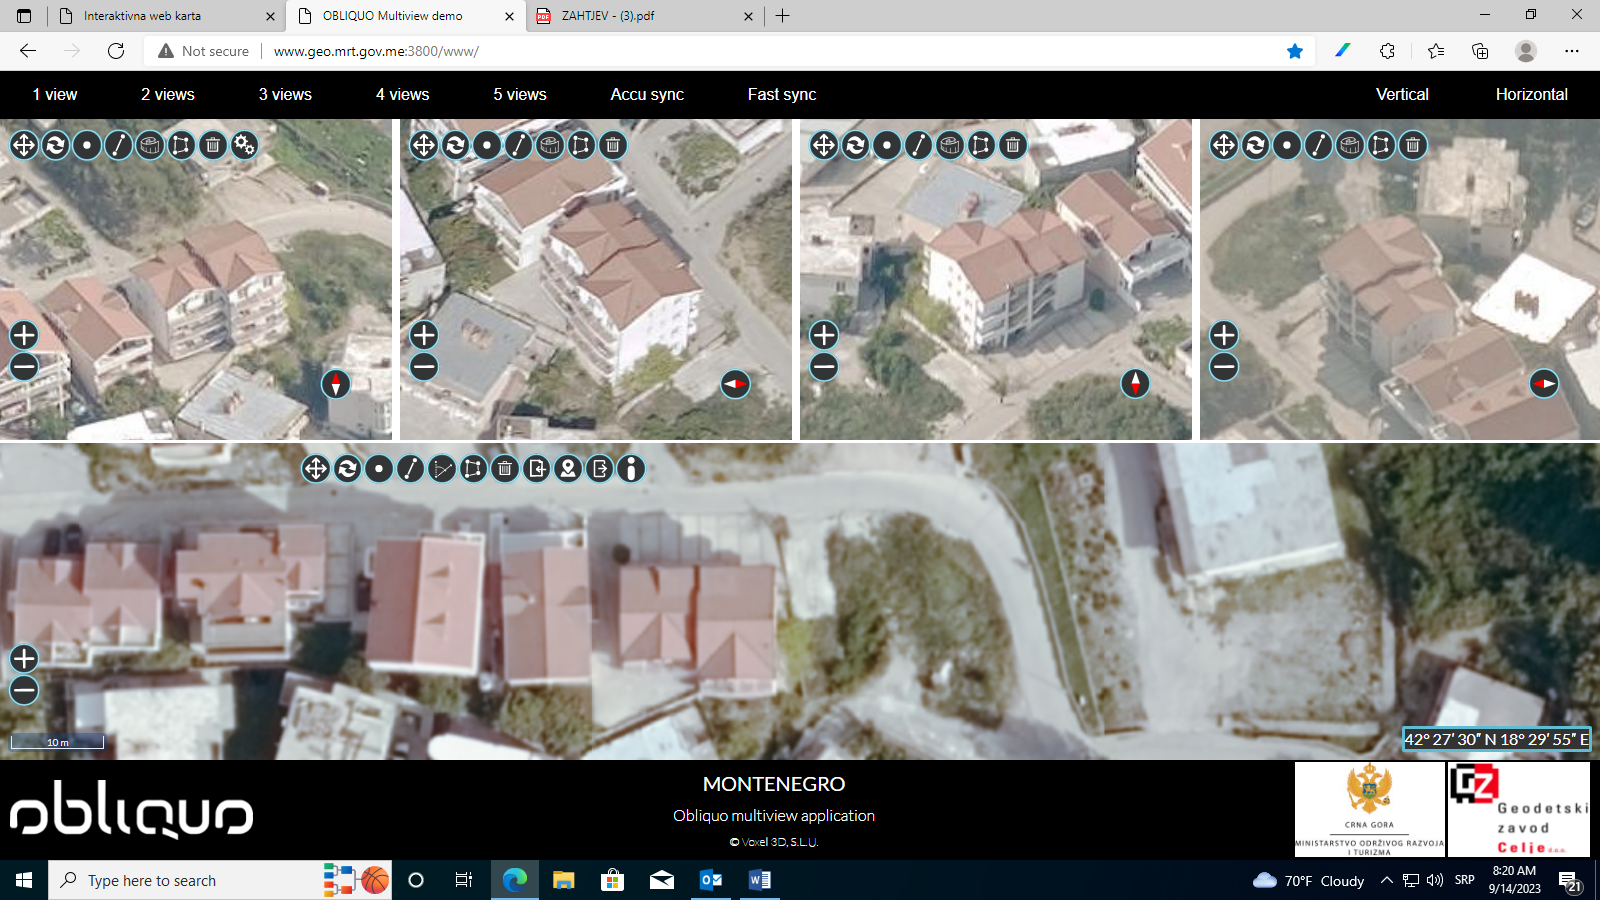 Interaktivna web karta
OBLIQUO Multiview demo
ZAHTJEV - (3).pdf
Not secure
www.geo.mrt.gov.me:3800/www/
1 view
2 views
3 views
4 views
5 views
Accu sync
Fast sync
Vertical
Horizontal
10 m
42° 27' 30" N 18° 29' 55" E
obliquo
MONTENEGRO
Obliquo multiview application
© Voxel 3D, S.L.U.
CRNA GORA
MINISTARSTVO ODRŽIVOG RAZVOJA
I TURIZMA
GZ
Geodetski
zavod
Celje d.o.o.
Type here to search
70°F Cloudy
SRP
8:20 AM
9/14/2023
21